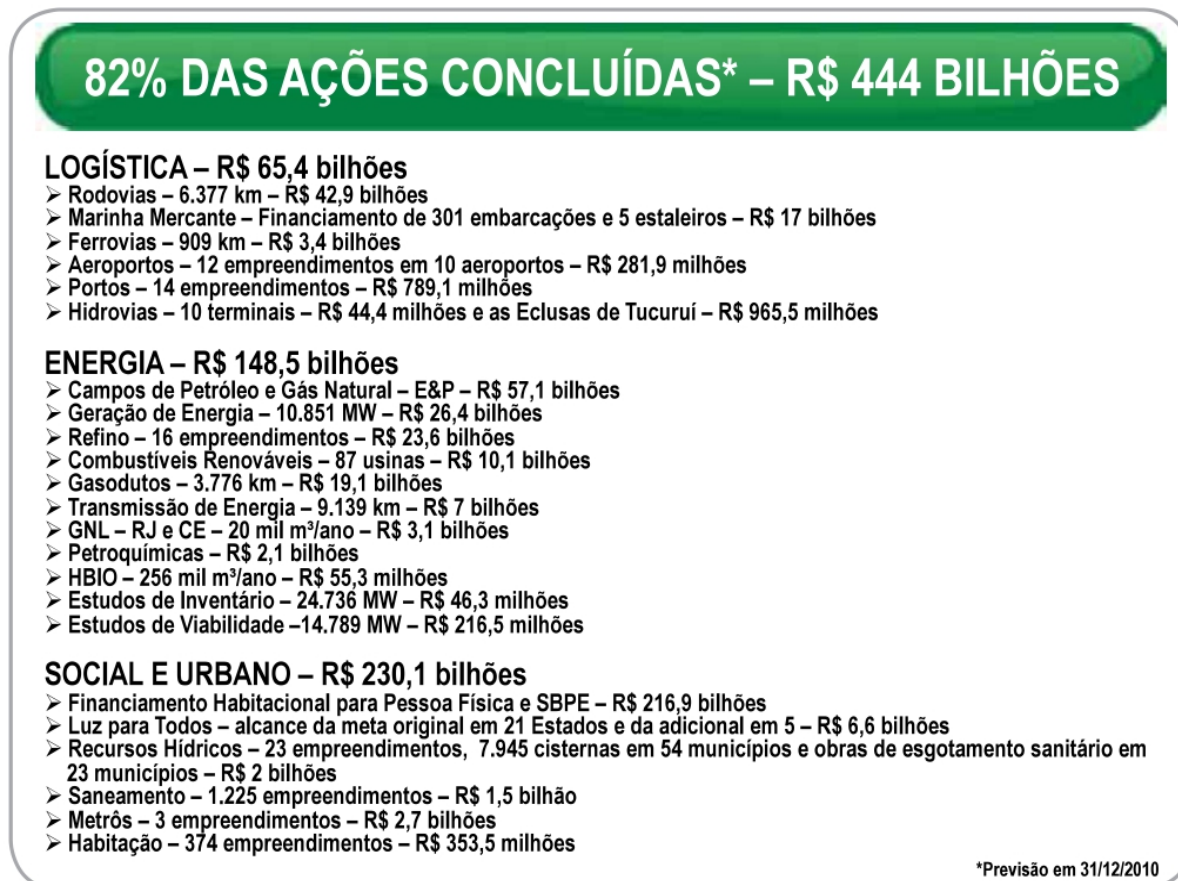 82% DAS AÇÕES CONCLUÍDAS* – R$ 444 BILHÕES
LOGÍSTICA – R$ 65,4 bilhões
➢ Rodovias – 6.377 km – R$ 42,9 bilhões
➢ Marinha Mercante – Financiamento de 301 embarcações e 5 estaleiros – R$ 17 bilhões
➢ Ferrovias – 909 km – R$ 3,4 bilhões
➢ Aeroportos – 12 empreendimentos em 10 aeroportos – R$ 281,9 milhões
➢ Portos – 14 empreendimentos – R$ 789,1 milhões
➢ Hidrovias – 10 terminais – R$ 44,4 milhões e as Eclusas de Tucuruí – R$ 965,5 milhões
ENERGIA – R$ 148,5 bilhões
➢ Campos de Petróleo e Gás Natural – E&P – R$ 57,1 bilhões
➢ Geração de Energia – 10.851 MW – R$ 26,4 bilhões
➢ Refino – 16 empreendimentos – R$ 23,6 bilhões
➢ Combustíveis Renováveis – 87 usinas – R$ 10,1 bilhões
➢ Gasodutos – 3.776 km – R$ 19,1 bilhões
➢ Transmissão de Energia – 9.139 km – R$ 7 bilhões
➢ GNL – RJ e CE – 20 mil m³/ano – R$ 3,1 bilhões
➢ Petroquímicas – R$ 2,1 bilhões
➢ HBIO – 256 mil m³/ano – R$ 55,3 milhões
➢ Estudos de Inventário – 24.736 MW – R$ 46,3 milhões
➢ Estudos de Viabilidade –14.789 MW – R$ 216,5 milhões
SOCIAL E URBANO – R$ 230,1 bilhões
➢ Financiamento Habitacional para Pessoa Física e SBPE – R$ 216,9 bilhões
➢ Luz para Todos – alcance da meta original em 21 Estados e da adicional em 5 – R$ 6,6 bilhões
➢ Recursos Hídricos – 23 empreendimentos, 7.945 cisternas em 54 municípios e obras de esgotamento sanitário em
23 municípios – R$ 2 bilhões
➢ Saneamento – 1.225 empreendimentos – R$ 1,5 bilhão
➢ Metrôs – 3 empreendimentos – R$ 2,7 bilhões
➢ Habitação – 374 empreendimentos – R$ 353,5 milhões
*Previsão em 31/12/2010